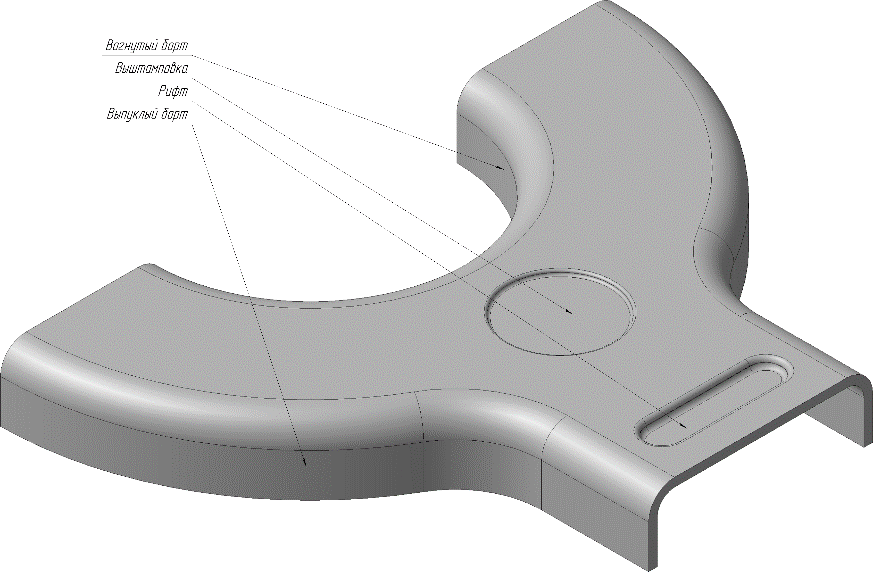 Вогнутый борт
Выштамповка
Рифт
Выпуклый борт